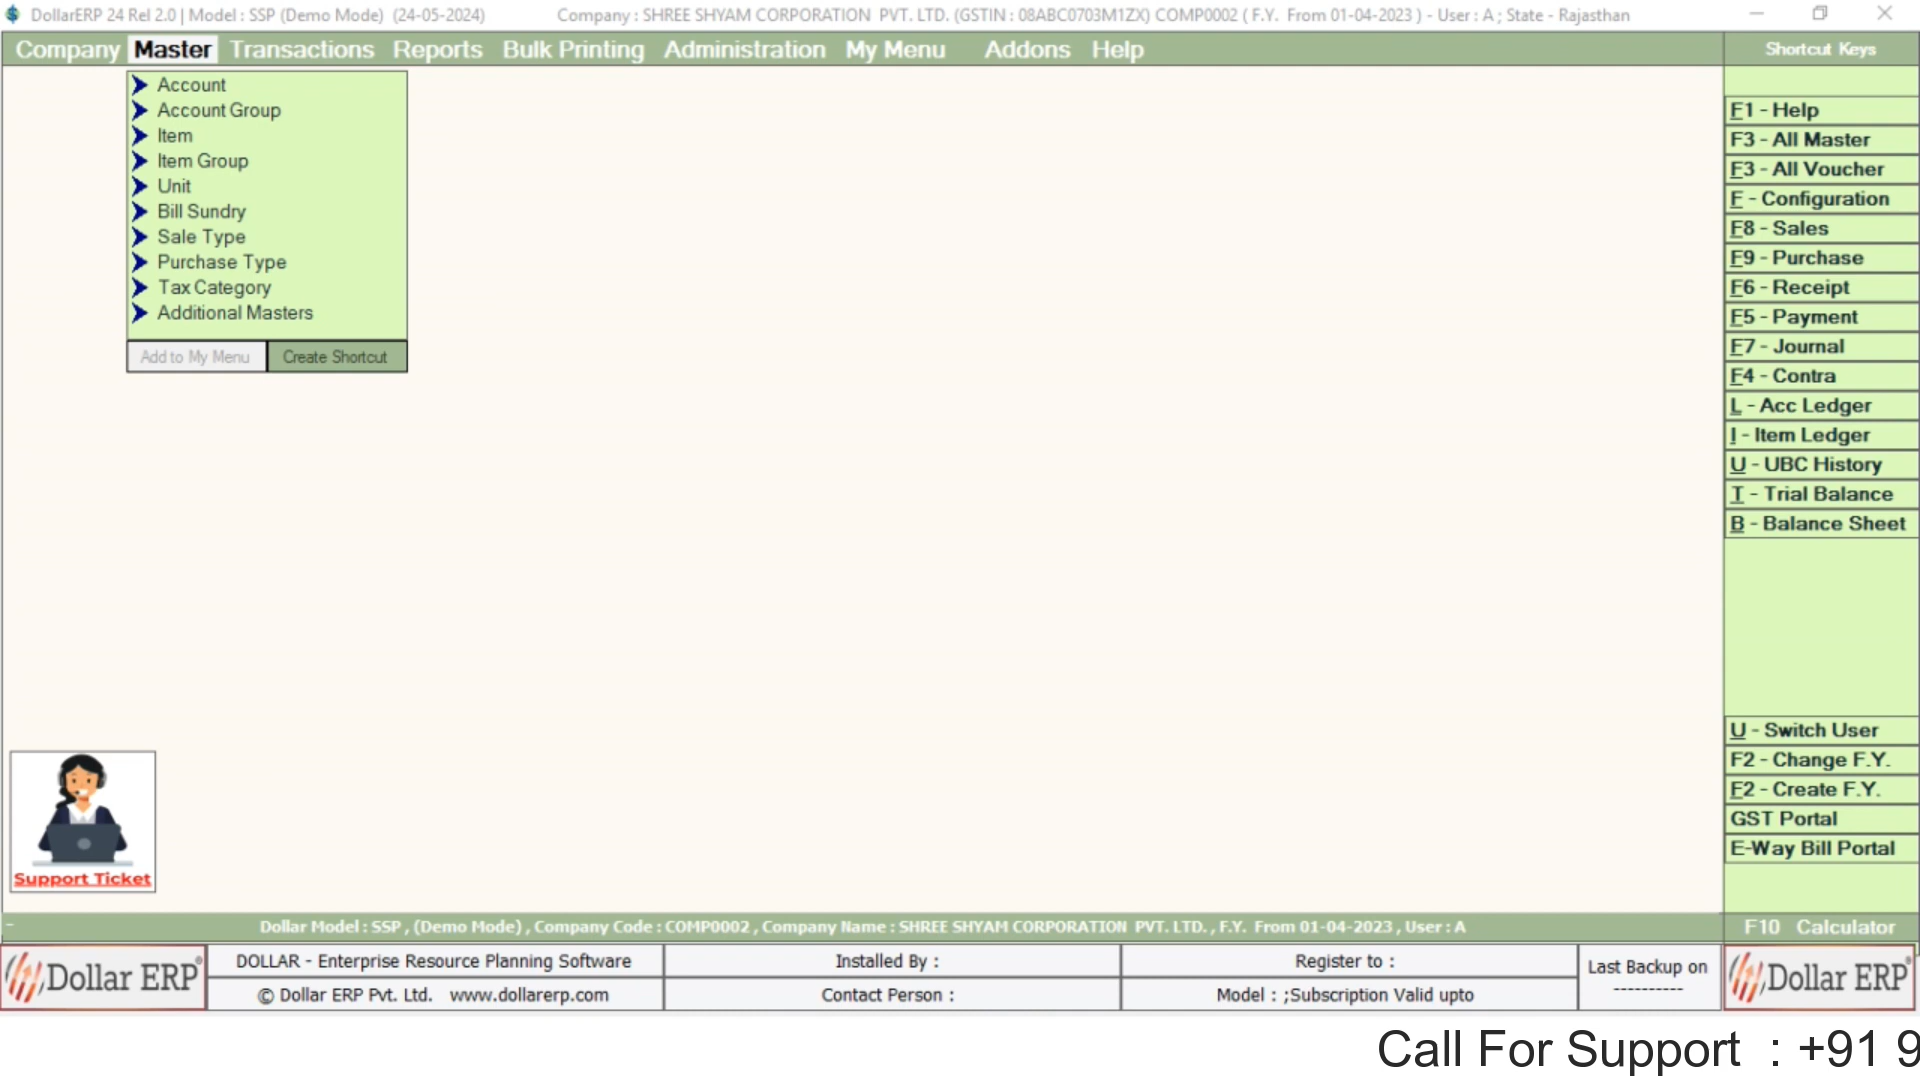 DollarERP 24 Rel 2.0 | Model : SSP (Demo Mode) (24-05-2024) Company : SHREE SHYAM CORPORATION PVT. LTD. (GSTIN : 08ABC0703M1ZX) COMP0002 ( F.Y. From 01-04-2023 ) - User : A ; State - Rajasthan
Company Master Transactions Reports Bulk Printing Administration My Menu Addons Help
Account
Account Group
Item
Item Group
Unit
Bill Sundry
Sale Type
Purchase Type
Tax Category
Additional Masters
Add to My Menu Create Shortcut
Shortcut Keys
F1 - Help
F3 - All Master
F3 - All Voucher
F - Configuration
F8 - Sales
F9 - Purchase
F6 - Receipt
F5 - Payment
F7 - Journal
F4 - Contra
L - Acc Ledger
I - Item Ledger
U - UBC History
T - Trial Balance
B - Balance Sheet
U - Switch User
F2 - Change F.Y.
F2 - Create F.Y.
GST Portal
E-Way Bill Portal
Support Ticket
Dollar Model : SSP , (Demo Mode) , Company Code : COMP0002 , Company Name : SHREE SHYAM CORPORATION PVT. LTD. , F.Y. From 01-04-2023 , User : A
F10 Calculator
Dollar ERP®
DOLLAR - Enterprise Resource Planning Software
© Dollar ERP Pvt. Ltd. www.dollarerp.com
Installed By :
Contact Person :
Register to :
Model : ;Subscription Valid upto
Last Backup on
----------
Dollar ERP®
Call For Support : +91 9